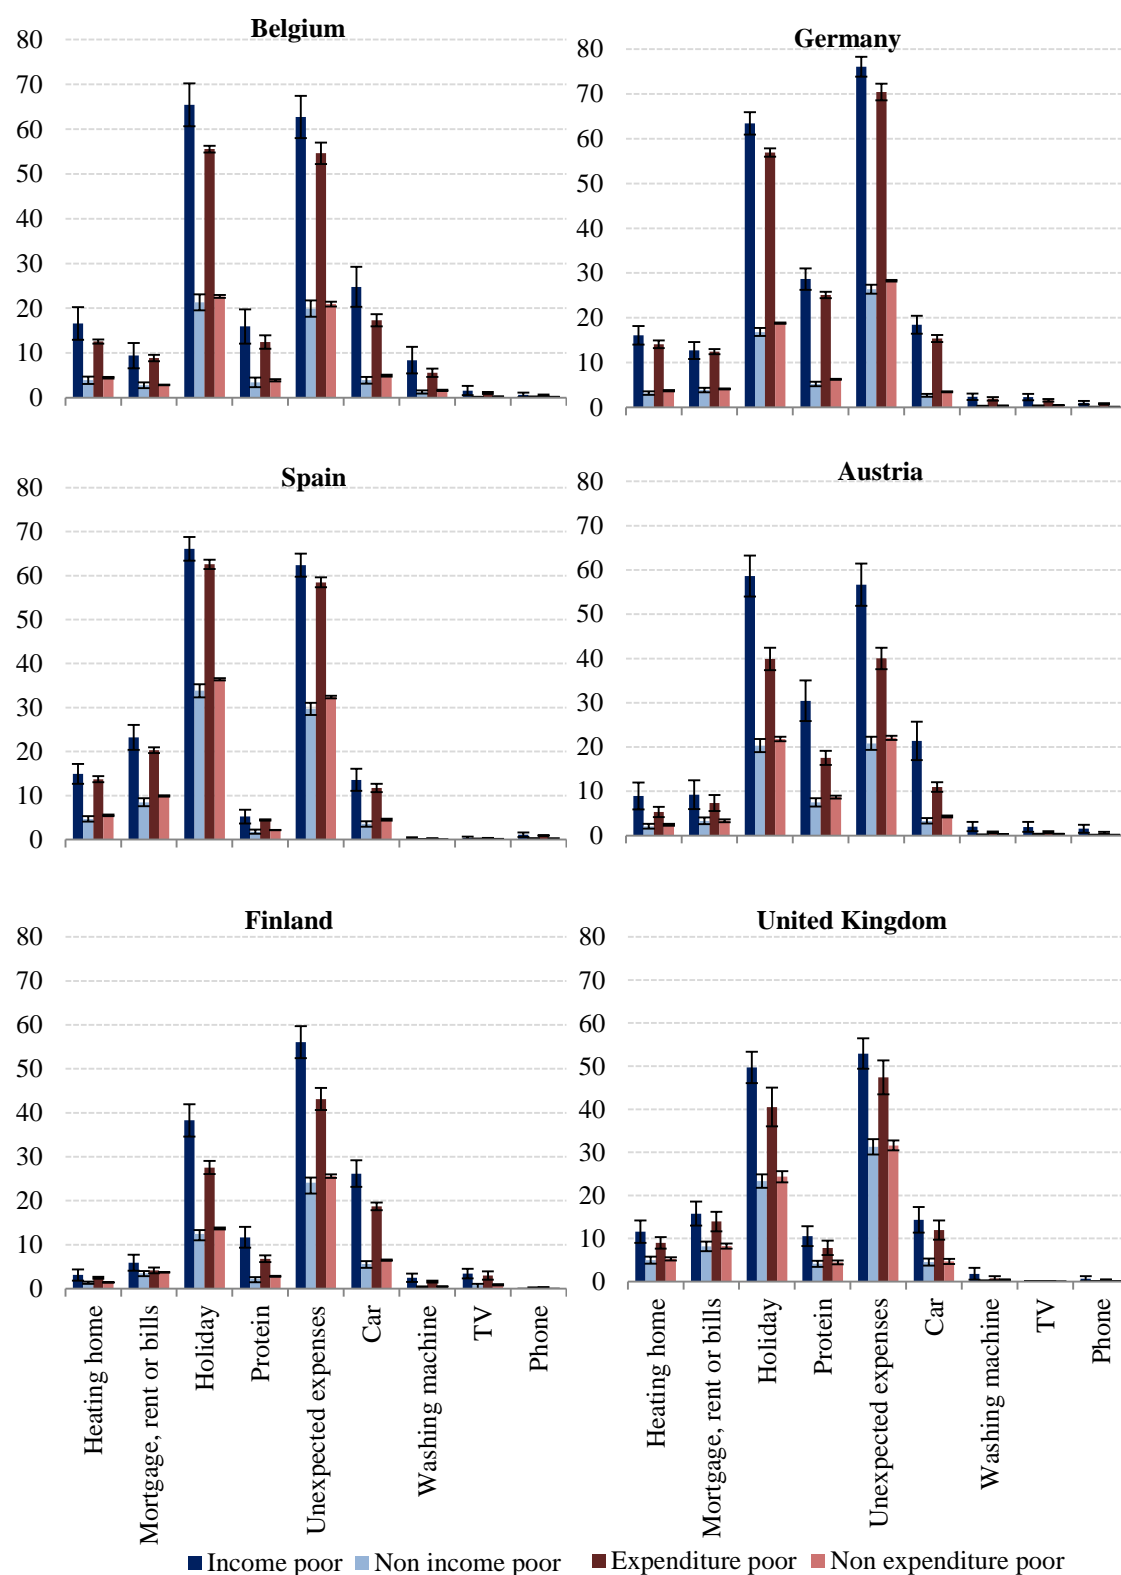 Belgium
80
70
60
50
40
30
20
10
0
Germany
80
70
60
50
40
30
20
10
0
Spain
80
70
60
50
40
30
20
10
0
Austria
80
70
60
50
40
30
20
10
0
Finland
80
70
60
50
40
30
20
10
0
Heating home
Mortgage, rent or bills
Holiday
Protein
Unexpected expenses
Car
Washing machine
TV
Phone
United Kingdom
80
70
60
50
40
30
20
10
0
Heating home
Mortgage, rent or bills
Holiday
Protein
Unexpected expenses
Car
Washing machine
TV
Phone
Income poor Non income poor Expenditure poor Non expenditure poor